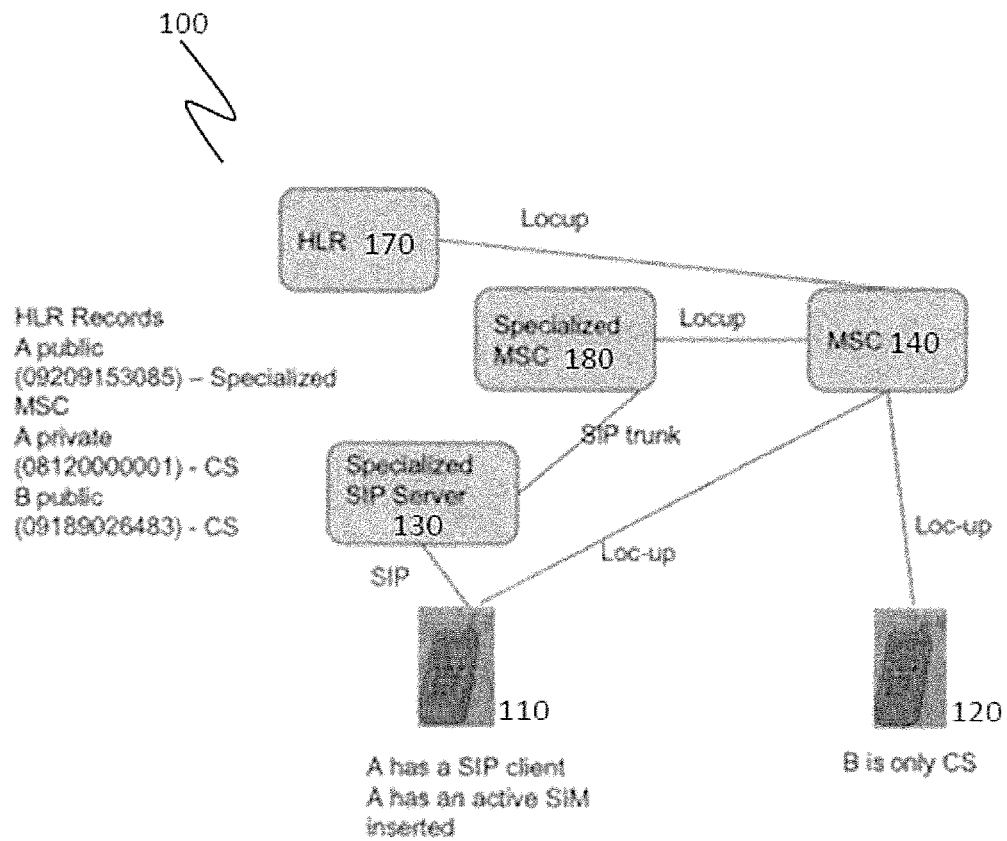 100
Locup
HLR 170
HLR Records
A public
(09209153085) – Specialized
MSC
A private
(08120000001) - CS
B public
(09189026483) - CS
Specialized
MSC 180
Locup
MSC 140
SIP trunk
Specialized
SIP Server
130
SIP
Loc-up
Loc-up
110
120
A has a SIP client
A has an active SIM
inserted
B is only CS